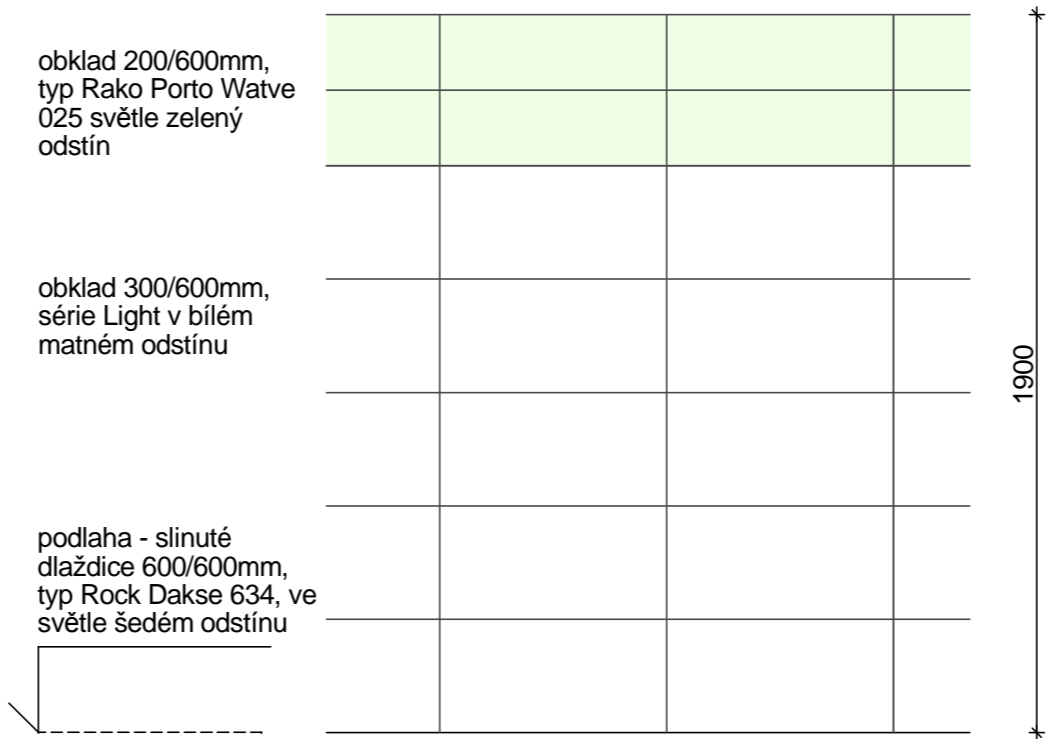 obklad 200/600mm,
typ Rako Porto Watve
025 světle zelený
odstín
obklad 300/600mm,
série Light v bílém
matném odstínu
1900
podlaha - slinuté
dlaždice 600/600mm,
typ Rock Dakse 634, ve
světle šedém odstínu